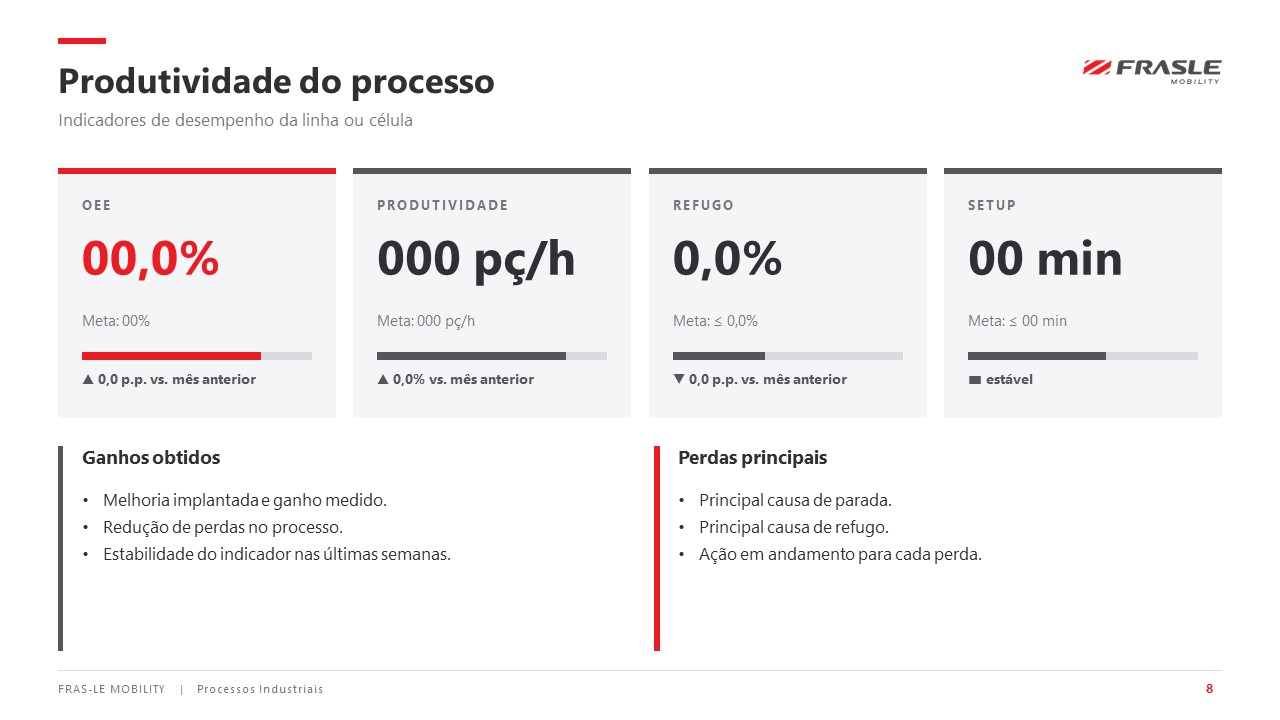 Produtividade do processo
Indicadores de desempenho da linha ou célula
FRASLE
MOBILITY
OEE
00,0%
Meta: 00%
▲ 0,0 p.p. vs. mês anterior
PRODUTIVIDADE
000 pç/h
Meta: 000 pç/h
▲ 0,0% vs. mês anterior
REFUGO
0,0%
Meta: ≤ 0,0%
▼ 0,0 p.p. vs. mês anterior
SETUP
00 min
Meta: ≤ 00 min
■ estável
Ganhos obtidos
• Melhoria implantada e ganho medido.
• Redução de perdas no processo.
• Estabilidade do indicador nas últimas semanas.
Perdas principais
• Principal causa de parada.
• Principal causa de refugo.
• Ação em andamento para cada perda.
FRAS-LE MOBILITY | Processos Industriais
8